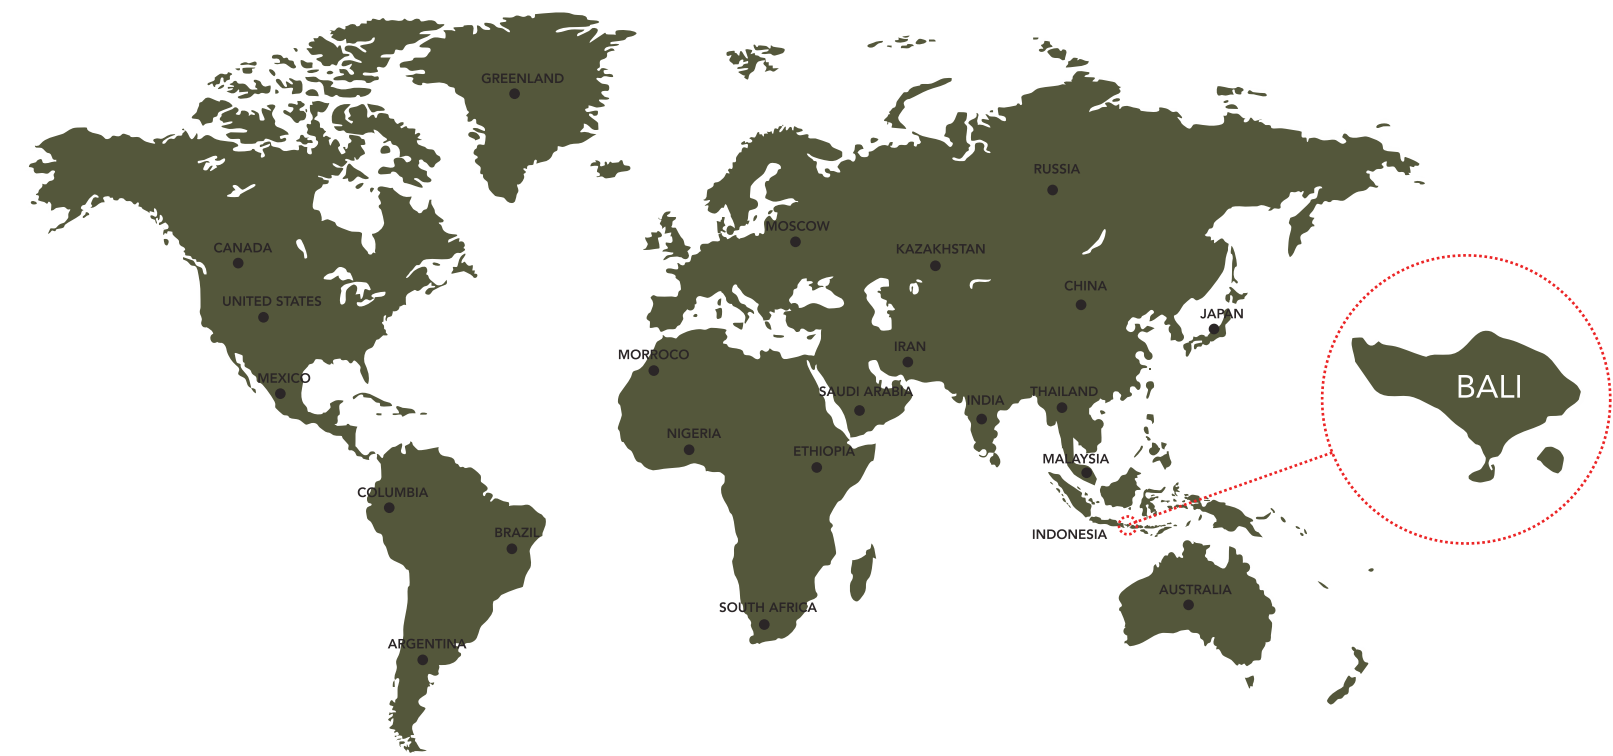 GREENLAND
RUSSIA
MOSCOW
CANADA
KAZAKHSTAN
CHINA
UNITED STATES
JAPAN
IRAN
MORROCO
MEXICO
SAUDI ARABIA
THAILAND
INDIA
BALI
NIGERIA
ETHIOPIA
MALAYSIA
COLUMBIA
BRAZIL
INDONESIA
AUSTRALIA
SOUTH AFRICA
ARGENTINA